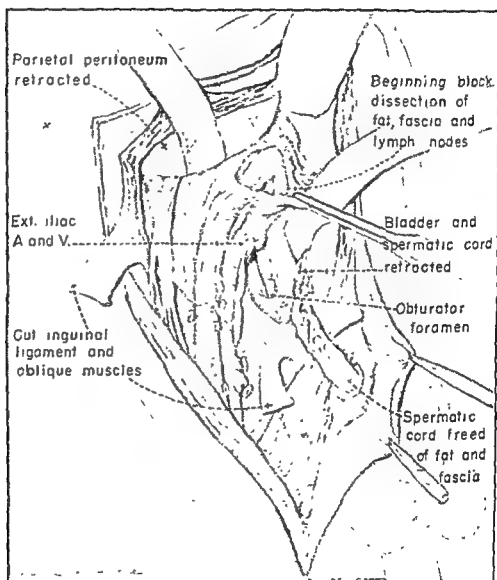 Parietal peritoneum
retracted
Beginning block
dissection of
fat, fascia and
lymph nodes
Ext. iliac
A and V.
Bladder and
spermatic cord
retracted
Obturator
foramen
Cut inguinal
ligament and
oblique muscles
Spermatic
cord freed
of fat and
fascia